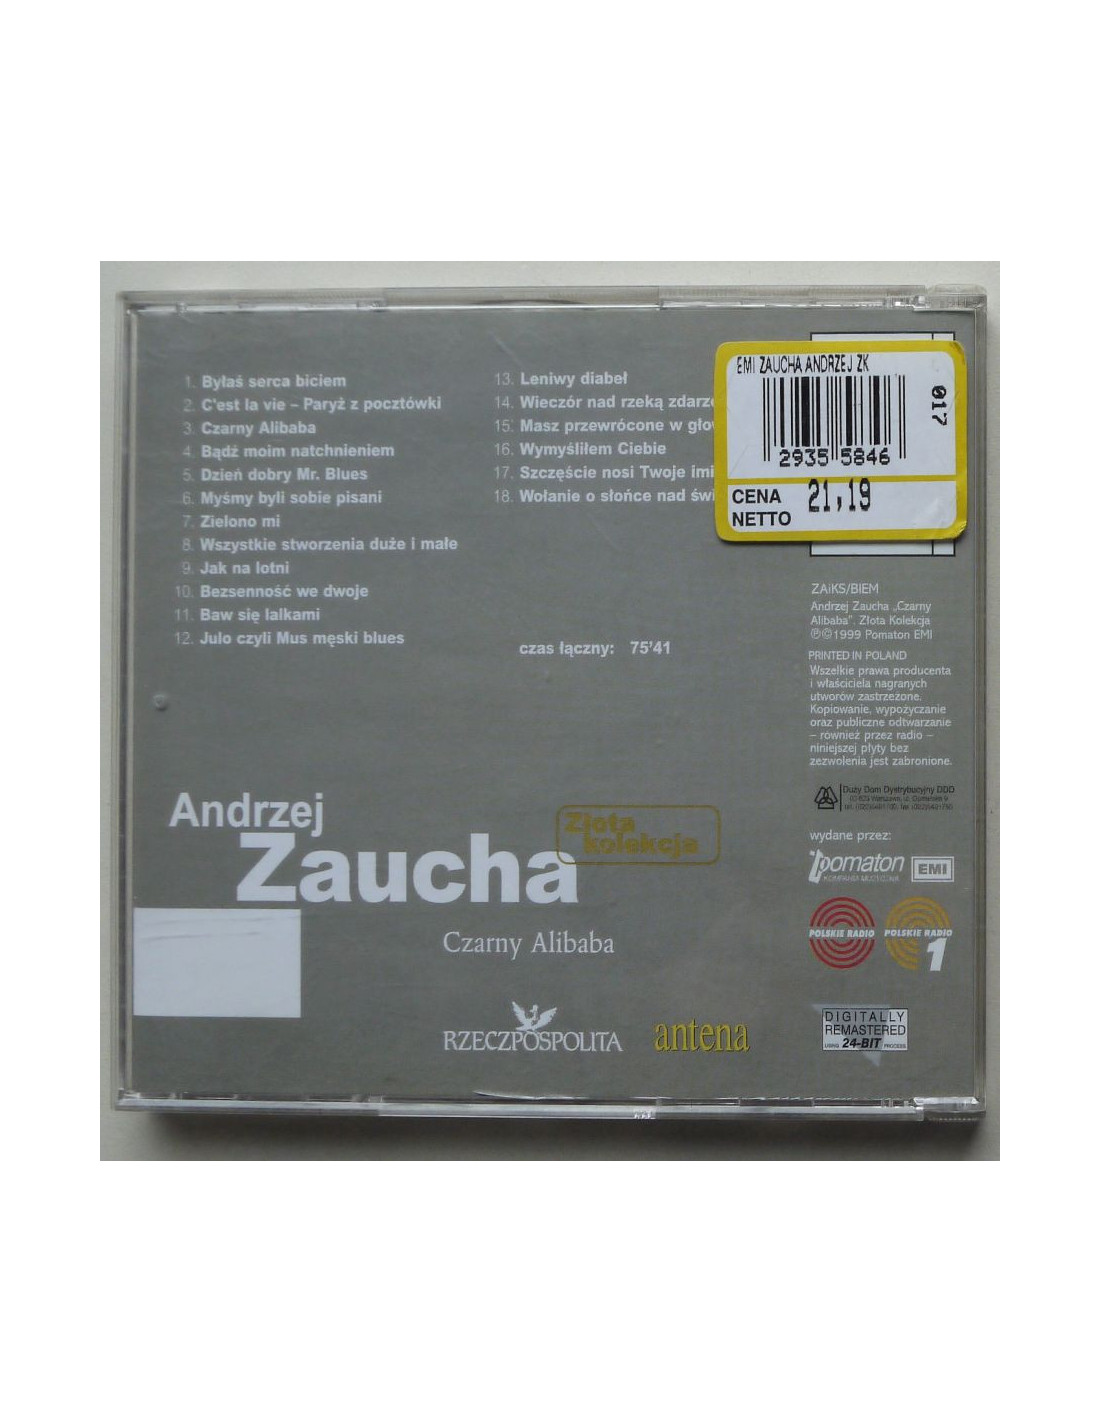 1. Byłaś serca biciem
2. C'est la vie – Paryż z pocztówki
3. Czarny Alibaba
4. Bądź moim natchnieniem
5. Dzień dobry Mr. Blues
6. Myśmy byli sobie pisani
7. Zielono mi
8. Wszystkie stworzenia duże i małe
9. Jak na lotni
10. Bezsenność we dwoje
11. Baw się lalkami
12. Julo czyli Mus męski blues
13. Leniwy diabeł
14. Wieczór nad rzeką
15. Masz przewrócone w
16. Wymyśliłem Ciebie
17. Szczęście nosi Twoje
18. Wołanie o słońce nad
czas łączny: 75'41
EMI ZAUCHA ANDRZEJ ZK
017
2935 5846
CENA
NETTO
21,19
ZAiKS/BIEM
Andrzej Zaucha „Czarny
Alibaba". Złota Kolekcja
℗©1999 Pomaton EMI
PRINTED IN POLAND
Wszelkie prawa producenta
i właściciela nagranych
utworów zastrzeżone.
Kopiowanie, wypożyczanie
oraz publiczne odtwarzanie
– również przez radio –
niniejszej płyty bez
zezwolenia jest zabronione.
Duży Dom Dystrybucyjny DDD
wydane przez:
pomaton
KOMPANIA MUZYCZNA
EMI
POLSKIE RADIO
POLSKIE RADIO
1
Andrzej
Zaucha
Złota
kolekcja
Czarny Alibaba
RZECZPOSPOLITA
antena
DIGITALLY
REMASTERED
USING 24-BIT PROCESS